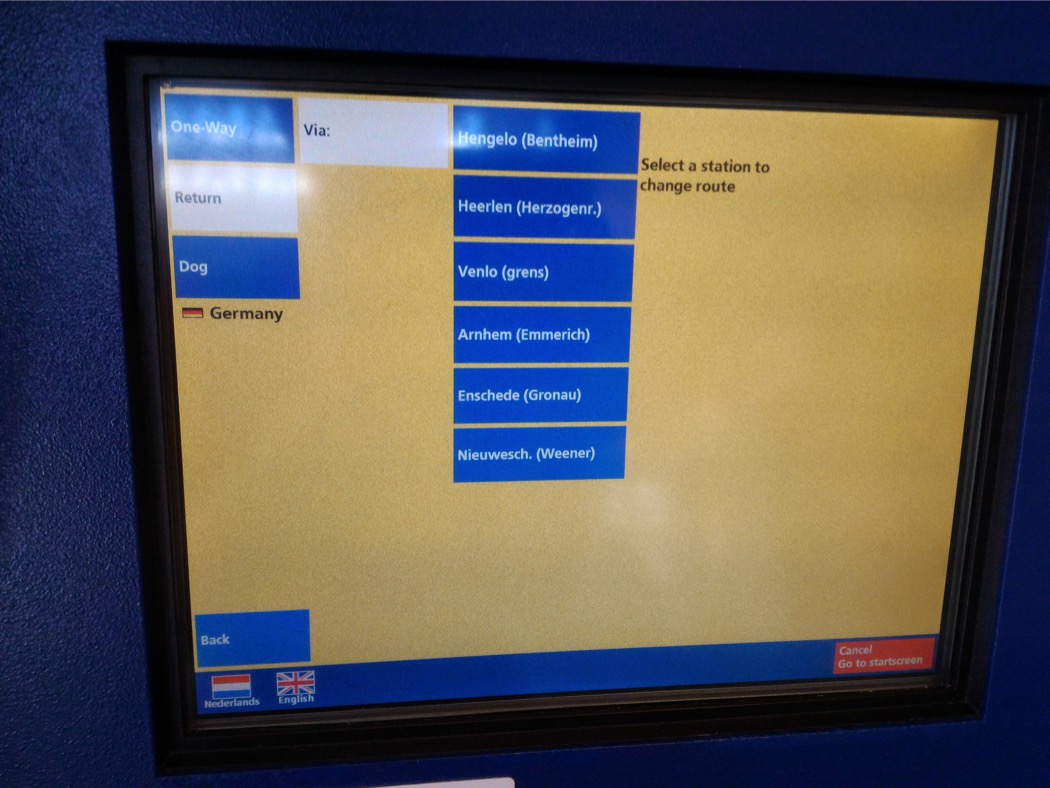 One-Way
Via:
Hengelo (Bentheim)
Select a station to
change route
Return
Heerlen (Herzogenr.)
Dog
Venlo (grens)
Germany
Arnhem (Emmerich)
Enschede (Gronau)
Nieuwesch. (Weener)
Back
Cancel
Go to startscreen
Nederlands
English